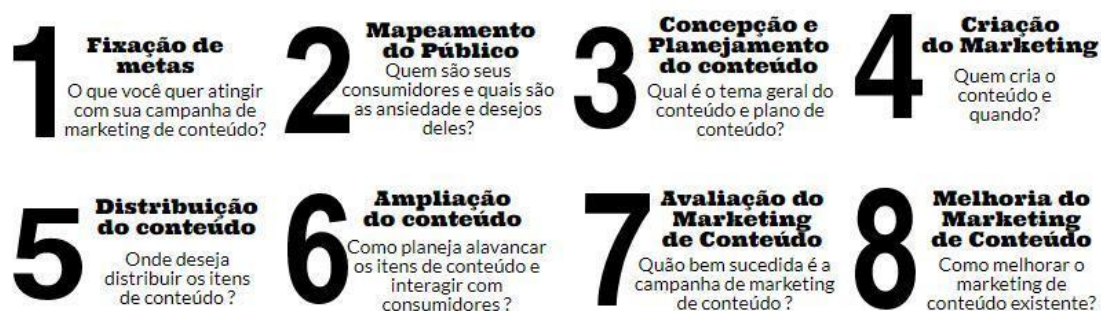 1
Fixação de
metas
O que você quer atingir
com sua campanha de
marketing de conteúdo?
2
Mapeamento
do Público
Quem são seus
consumidores e quais são
as ansiedade e desejos
deles?
3
Concepção e
Planejamento
do conteúdo
Qual é o tema geral do
conteúdo e plano de
conteúdo?
4
Criação
do Marketing
Quem cria o
conteúdo e
quando?
5
Distribuição
do conteúdo
Onde deseja
distribuir os itens
de conteúdo ?
6
Ampliação
do conteúdo
Como planeja alavancar
os itens de conteúdo e
interagir com
consumidores ?
7
Avaliação do
Marketing
de Conteúdo
Quão bem sucedida é a
campanha de marketing
de conteúdo ?
8
Melhoria do
Marketing
de Conteúdo
Como melhorar o
marketing de
conteúdo existente?